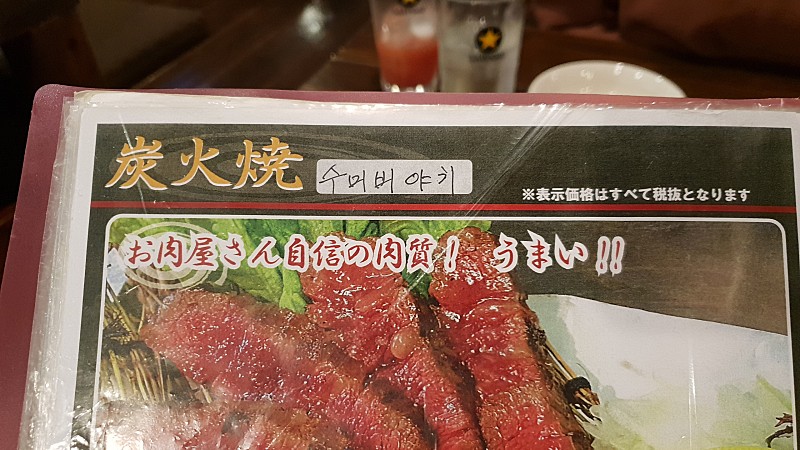 炭火焼 수머비야키
※表示価格はすべて税抜となります
お肉屋さん自信の肉質! うまい!!